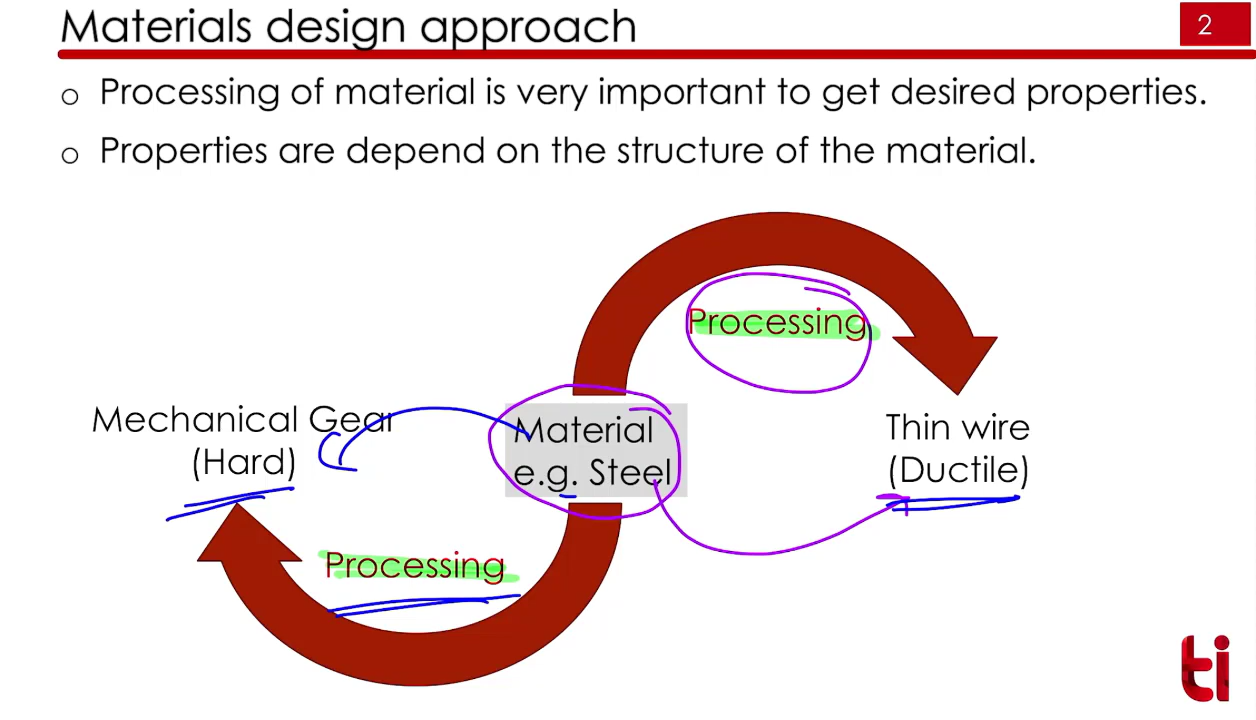 Materials design approach
2
o Processing of material is very important to get desired properties.
o Properties are depend on the structure of the material.
Processing
Mechanical Gear
(Hard)
Material
e.g. Steel
Thin wire
(Ductile)
Processing
ti